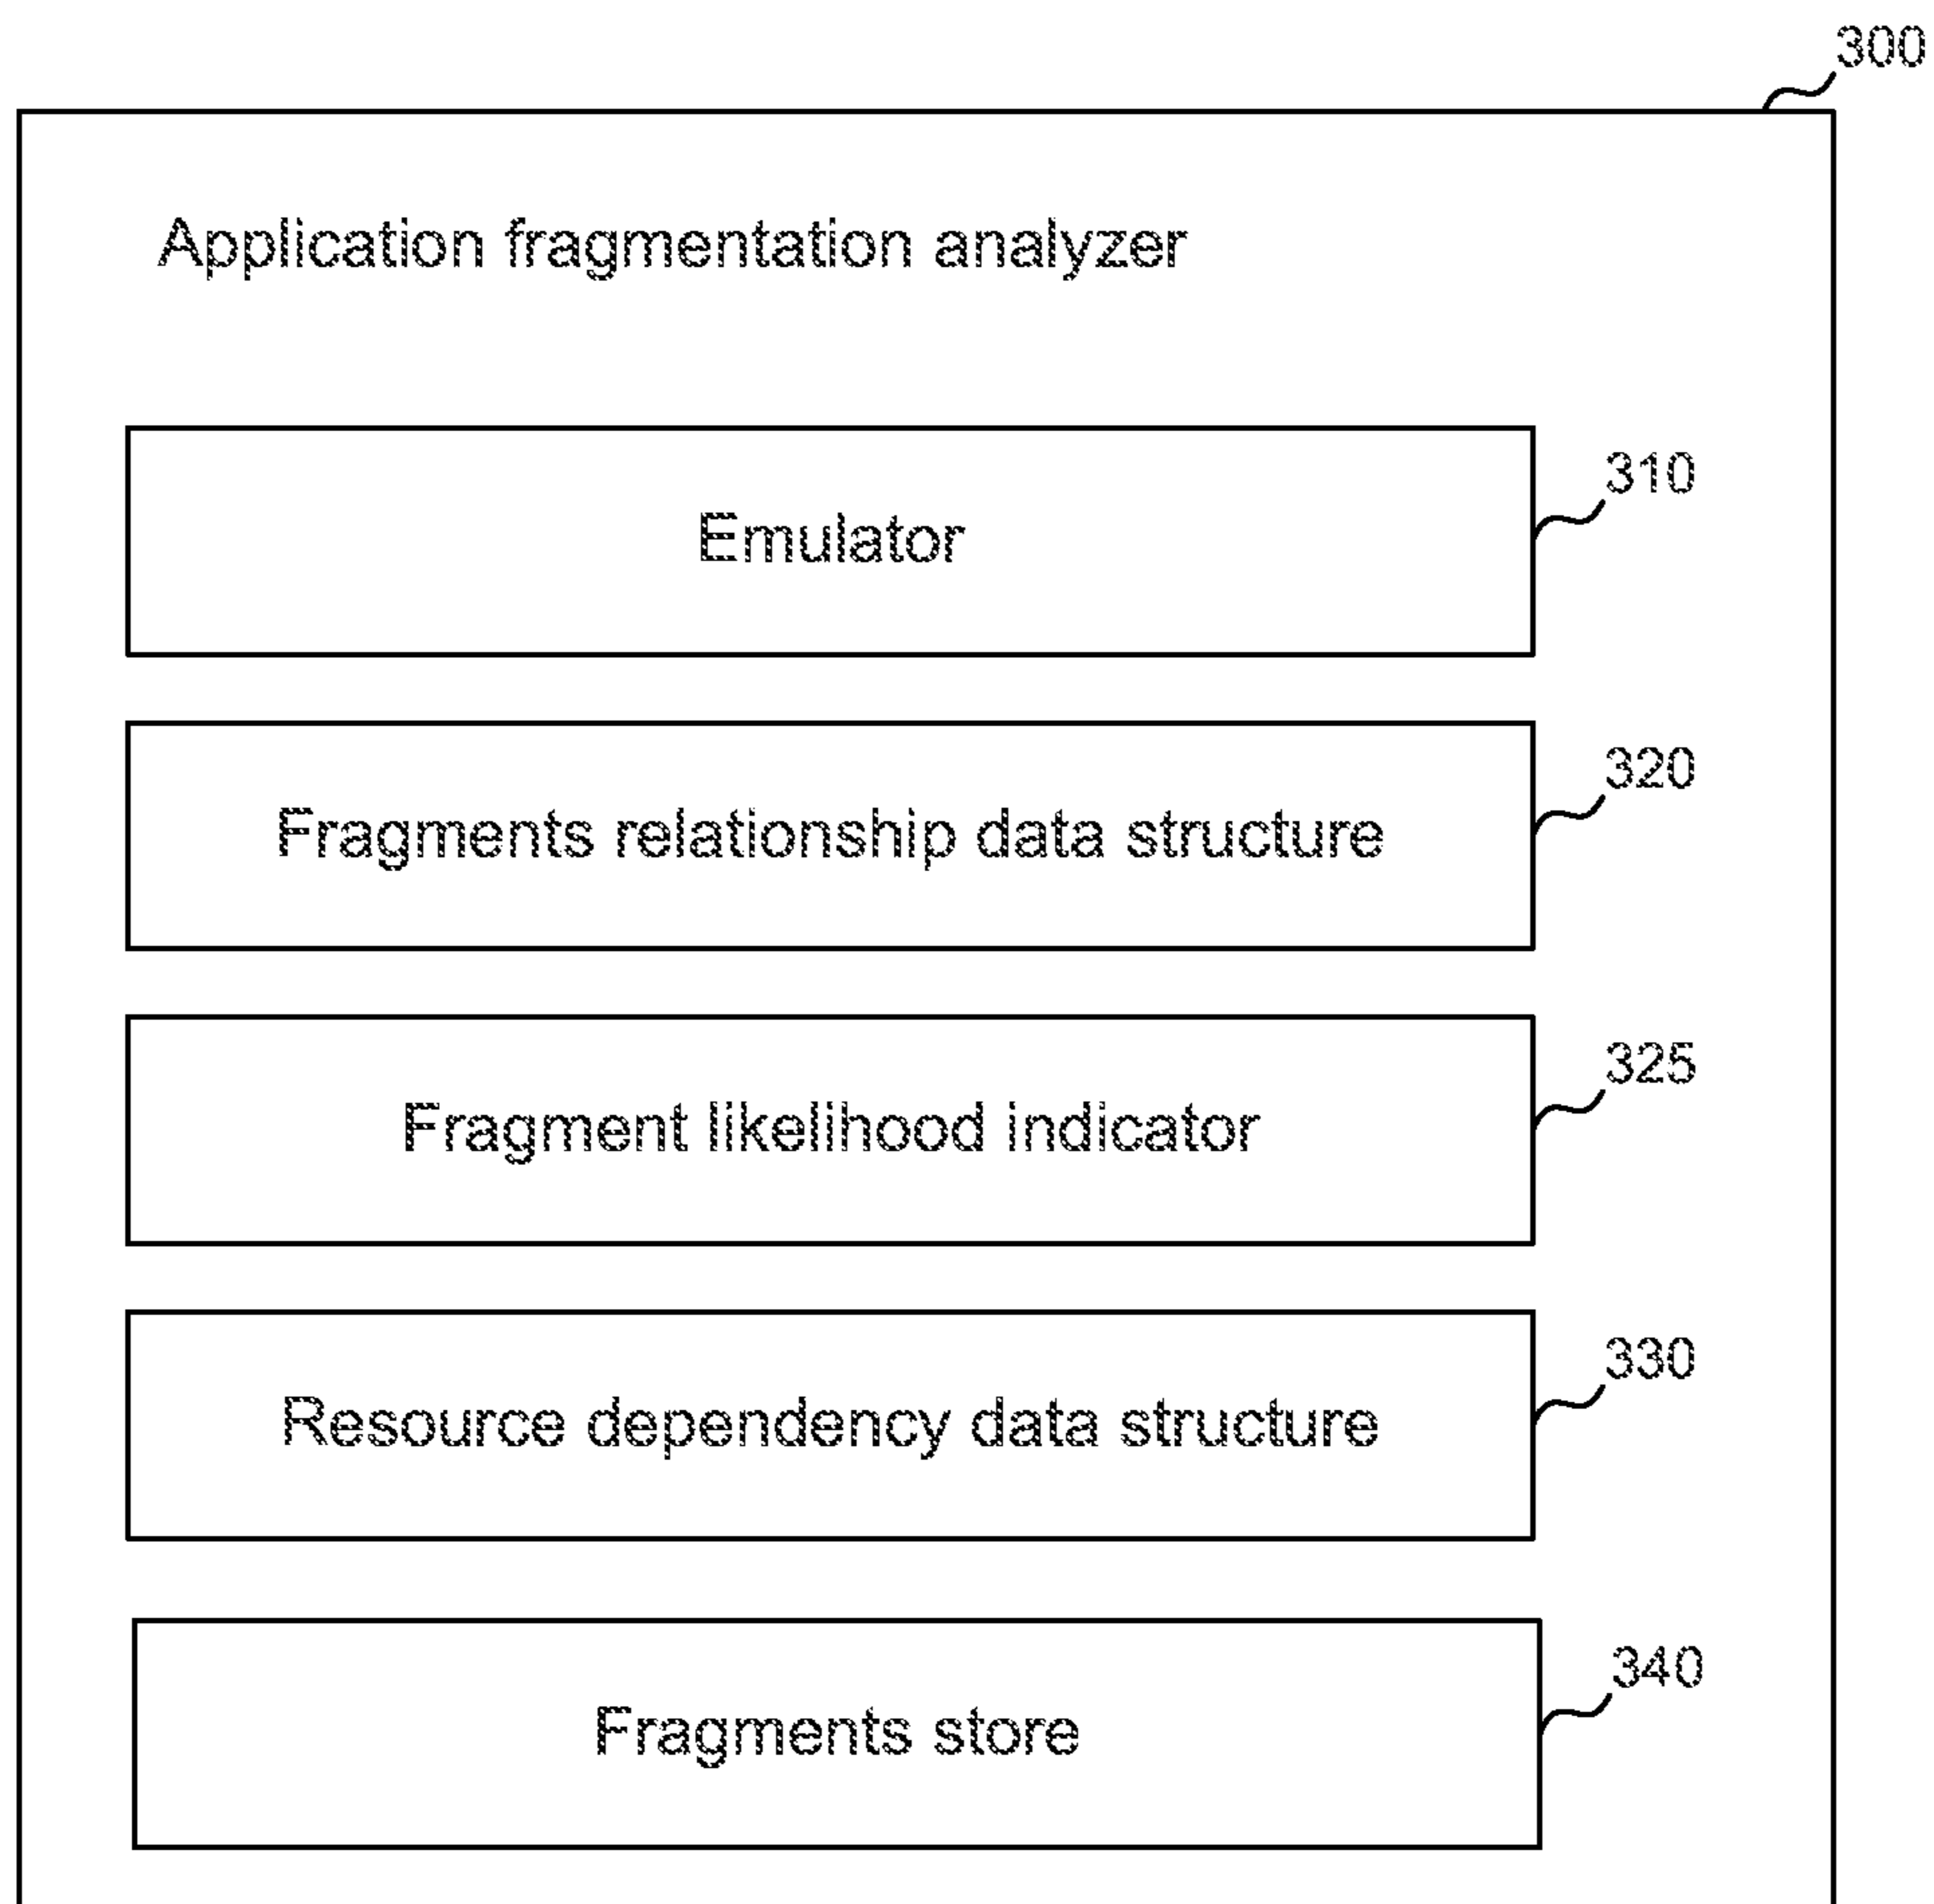 300
Application fragmentation analyzer
310
Emulator
320
Fragments relationship data structure
325
Fragment likelihood indicator
330
Resource dependency data structure
340
Fragments store